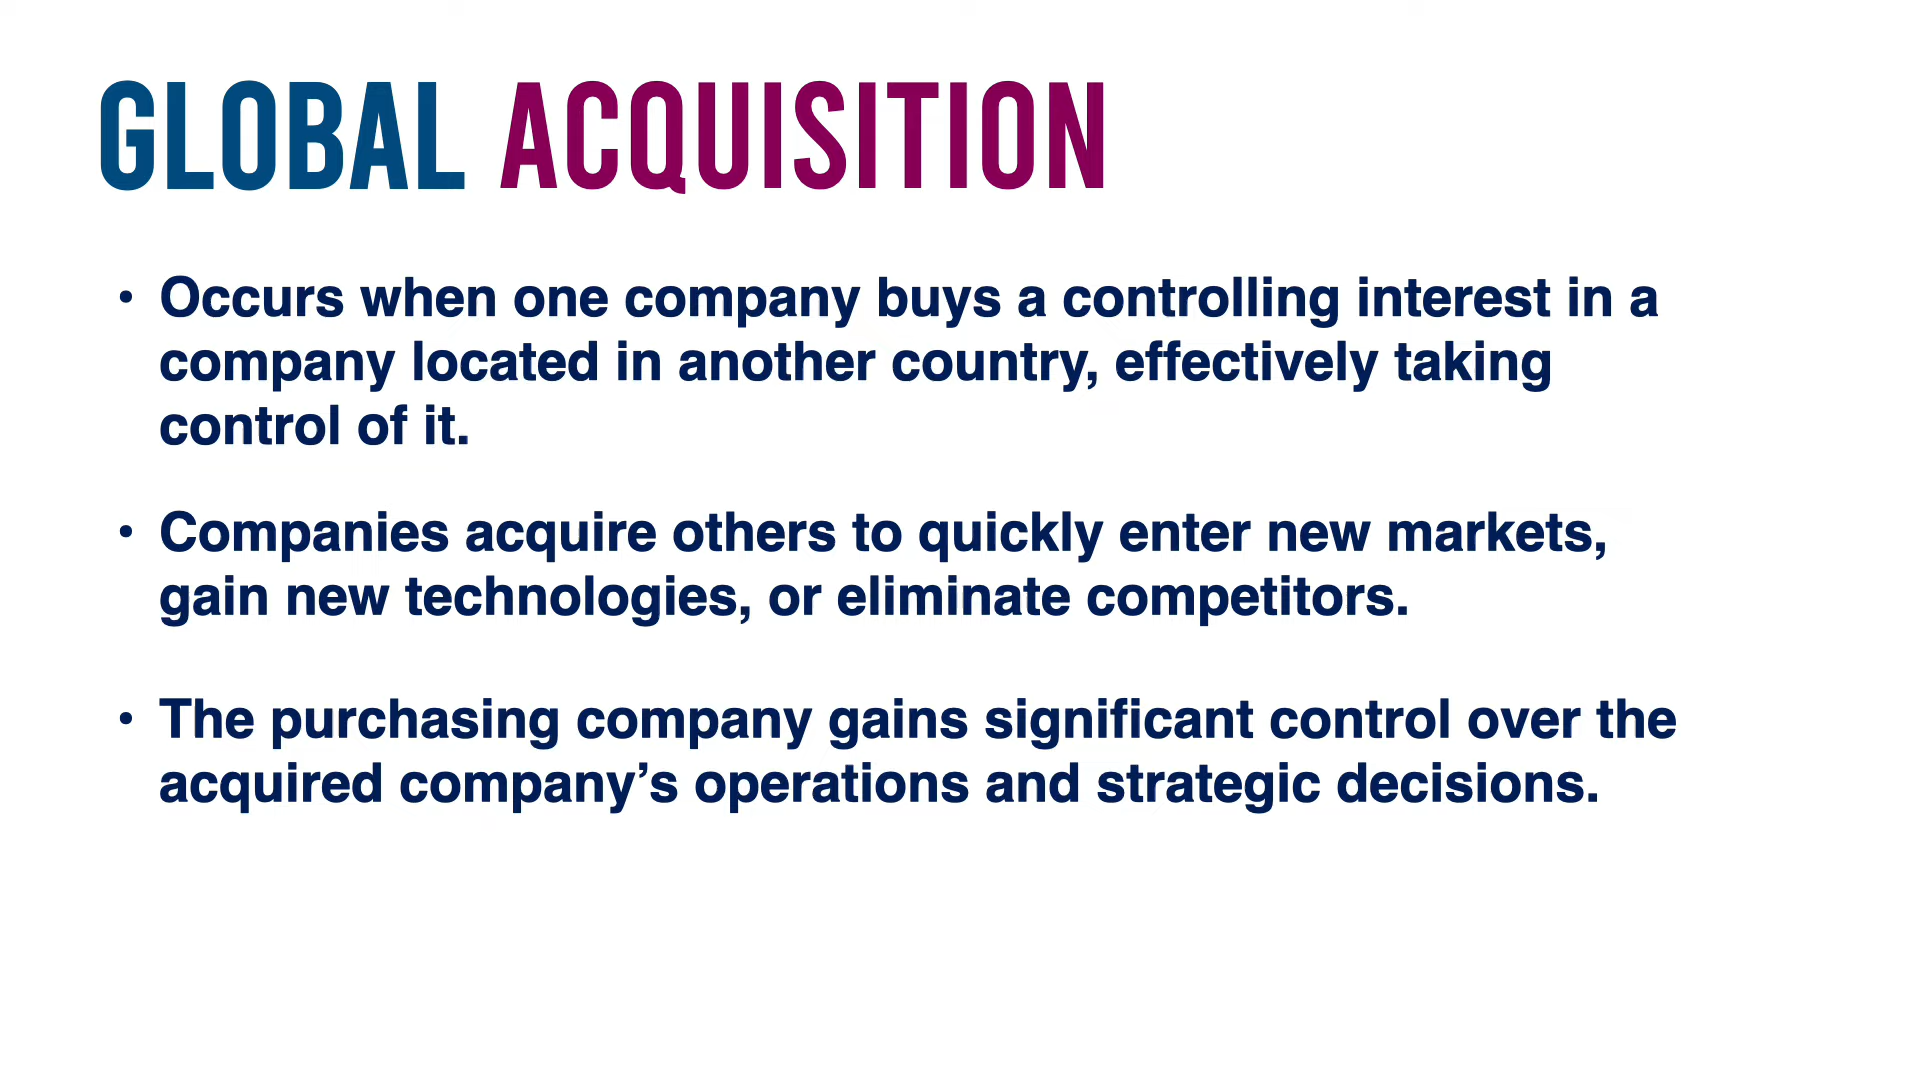 GLOBAL ACQUISITION
• Occurs when one company buys a controlling interest in a
company located in another country, effectively taking
control of it.
• Companies acquire others to quickly enter new markets,
gain new technologies, or eliminate competitors.
• The purchasing company gains significant control over the
acquired company’s operations and strategic decisions.